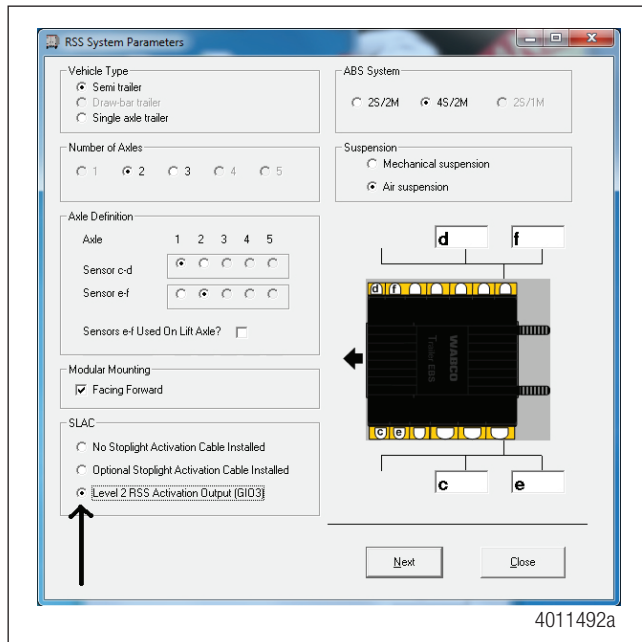 RSS System Parameters
Vehicle Type
Semi trailer
Draw-bar trailer
Single axle trailer
ABS System
2S/2M 4S/2M 2S/1M
Number of Axles
1 2 3 4 5
Suspension
Mechanical suspension
Air suspension
Axle Definition
Axle 1 2 3 4 5
Sensor c-d
Sensor e-f
Sensors e-f Used On Lift Axle?
Modular Mounting
Facing Forward
SLAC
No Stoplight Activation Cable Installed
Optional Stoplight Activation Cable Installed
Level 2 RSS Activation Output (GIO3)
d f
d f
WABCO
Trailer EBS
c e
c e
Next Close
4011492a